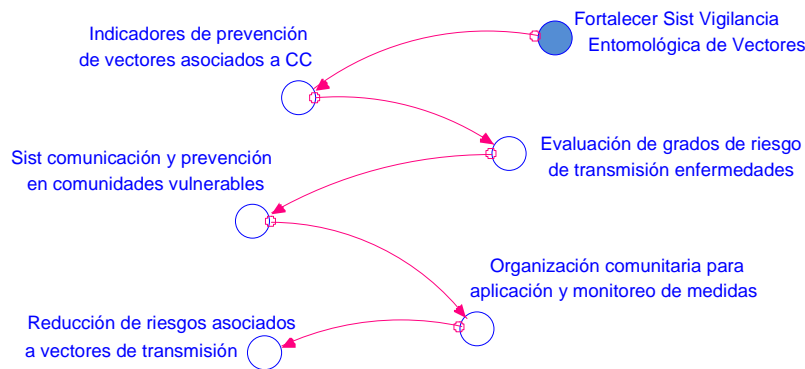 Fortalecer Sist Vigilancia
Entomológica de Vectores
Indicadores de prevención
de vectores asociados a CC
Evaluación de grados de riesgo
de transmisión enfermedades
Sist comunicación y prevención
en comunidades vulnerables
Organización comunitaria para
aplicación y monitoreo de medidas
Reducción de riesgos asociados
a vectores de transmisión